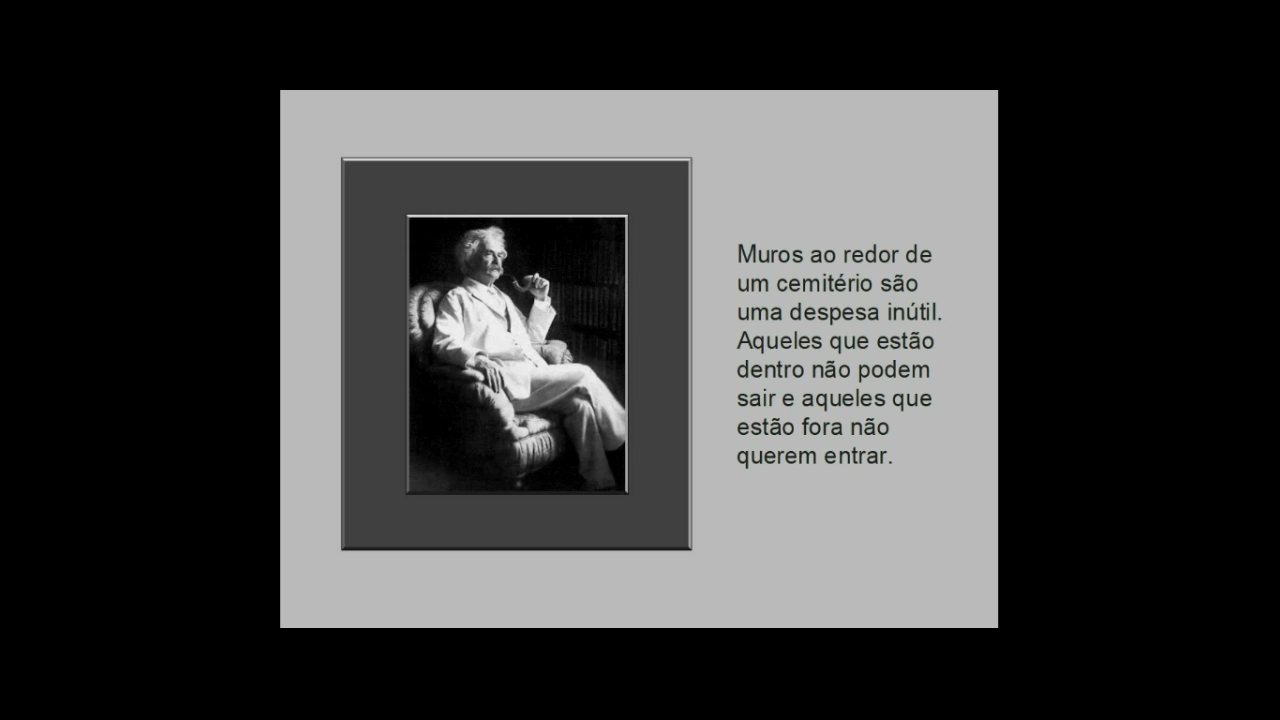 Muros ao redor de
um cemitério são
uma despesa inútil.
Aqueles que estão
dentro não podem
sair e aqueles que
estão fora não
querem entrar.